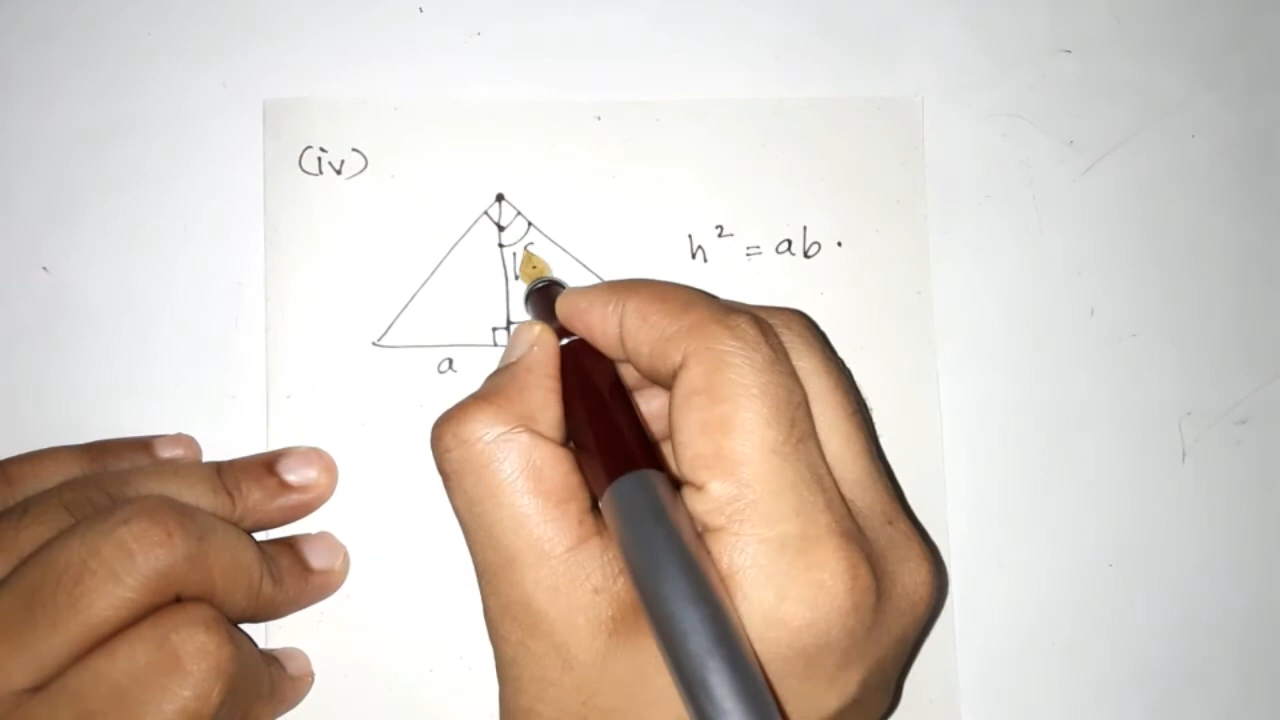 (iv)
h² = ab.
a